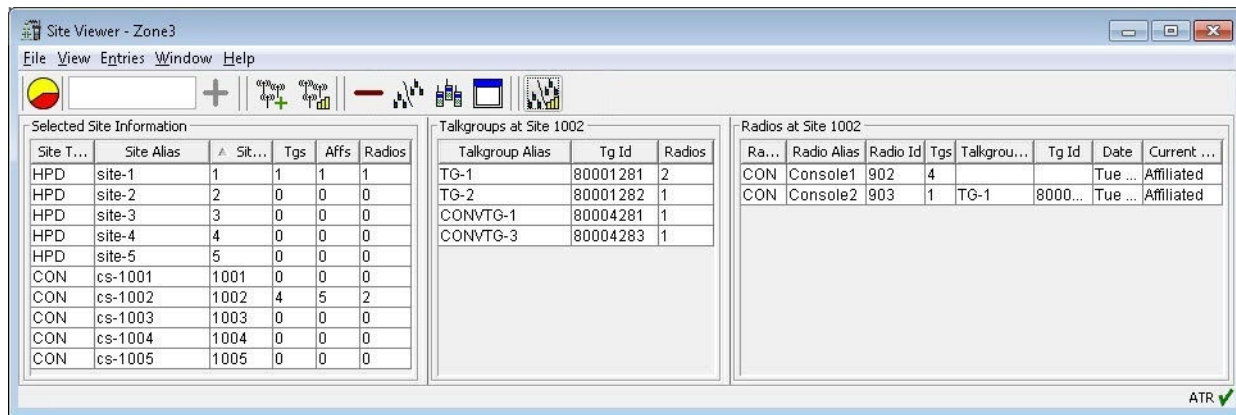 Site Viewer - Zone3
File View Entries Window Help
Selected Site Information
Site T... Site Alias Sit... Tgs Affs Radios
HPD site-1 1 1 1 1
HPD site-2 2 0 0 0
HPD site-3 3 0 0 0
HPD site-4 4 0 0 0
HPD site-5 5 0 0 0
CON cs-1001 1001 0 0 0
CON cs-1002 1002 4 5 2
CON cs-1003 1003 0 0 0
CON cs-1004 1004 0 0 0
CON cs-1005 1005 0 0 0
Talkgroups at Site 1002
Talkgroup Alias Tg Id Radios
TG-1 80001281 2
TG-2 80001282 1
CONVTG-1 80004281 1
CONVTG-3 80004283 1
Radios at Site 1002
Ra... Radio Alias Radio Id Tgs Talkgrou... Tg Id Date Current ...
CON Console1 902 4 Tue ... Affiliated
CON Console2 903 1 TG-1 8000... Tue ... Affiliated
ATR